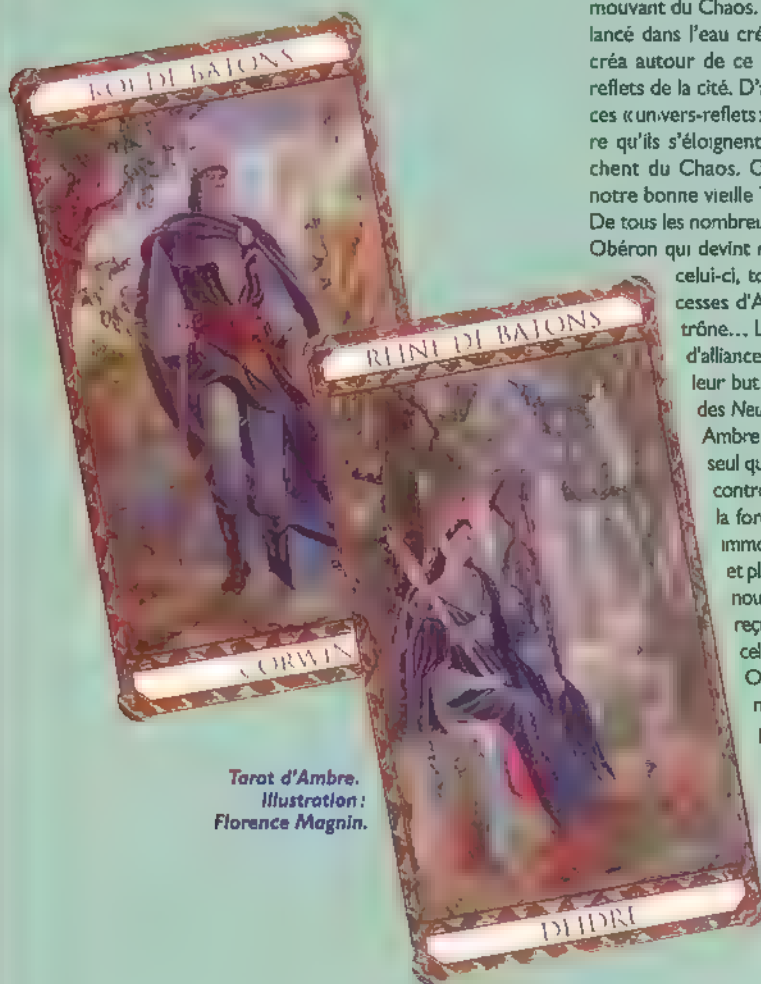 mouvant du Chaos.
lancé dans l'eau cré
créa autour de ce
reflets de la cité. D'
ces «univers-reflets»
re qu'ils s'éloignent
chent du Chaos. C
notre bonne vieille
De tous les nombreu
Obéron qui devint
celui-ci, to
cesses d'A
trône... L
d'alliance
leur but
des Neu
Ambre
seul qu
contr
la for
immo
et pl
nou
reç
cel
O
ROI DE BATONS
CORWIN
REINE DE BATONS
DEIDRE
Tarot d'Ambre.
Illustration :
Florence Magnin.